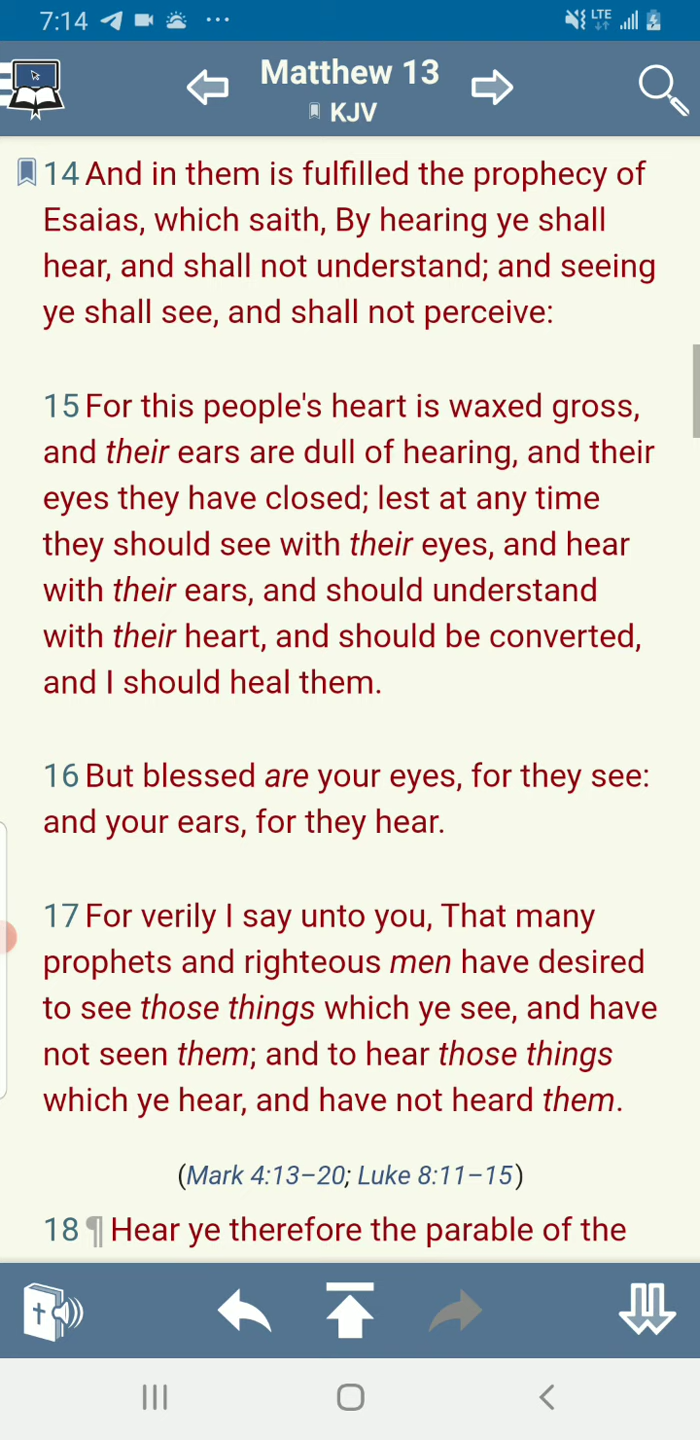 7:14
LTE
Matthew 13
KJV
14 And in them is fulfilled the prophecy of
Esaias, which saith, By hearing ye shall
hear, and shall not understand; and seeing
ye shall see, and shall not perceive:
15 For this people's heart is waxed gross,
and their ears are dull of hearing, and their
eyes they have closed; lest at any time
they should see with their eyes, and hear
with their ears, and should understand
with their heart, and should be converted,
and I should heal them.
16 But blessed are your eyes, for they see:
and your ears, for they hear.
17 For verily I say unto you, That many
prophets and righteous men have desired
to see those things which ye see, and have
not seen them; and to hear those things
which ye hear, and have not heard them.
(Mark 4:13–20; Luke 8:11–15)
18 ¶ Hear ye therefore the parable of the